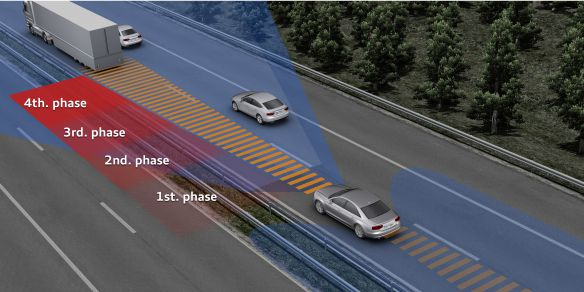 4th. phase
3rd. phase
2nd. phase
1st. phase